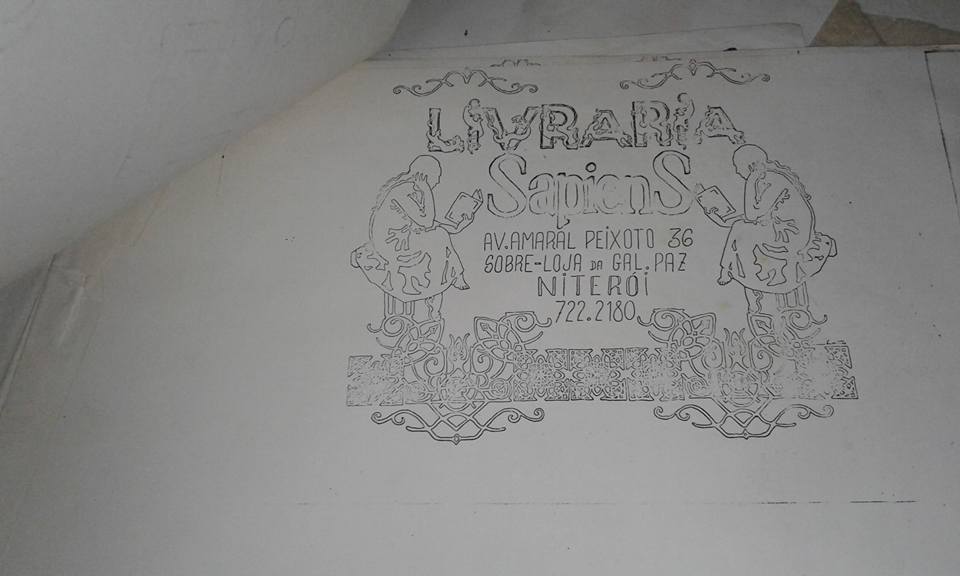 LIVRARIA
SapienS
AV. AMARAL PEIXOTO 36
SOBRE-LOJA DA GAL. PAZ
NITERÓI
722.2180